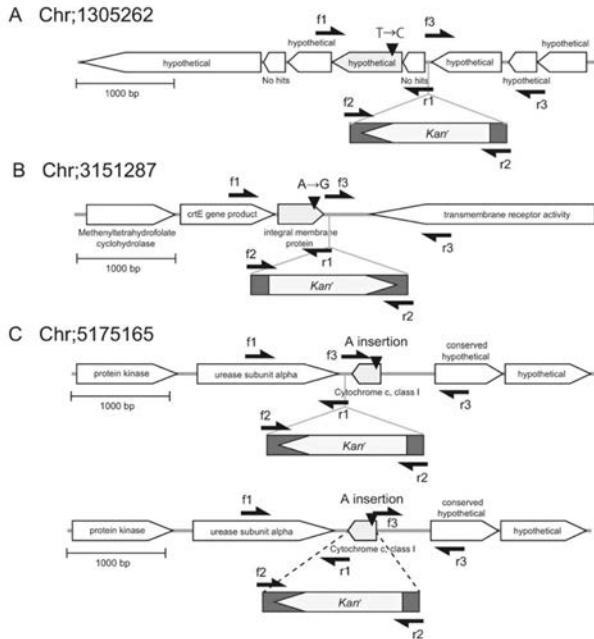 A Chr;1305262
f1 T→C f3
hypothetical
hypothetical
No hits
hypothetical
No hits
hypothetical
hypothetical
hypothetical
1000 bp
f2
r1
r3
Kanr
r2
B Chr;3151287
f1 A→G f3
crtE gene product
transmembrane receptor activity
Methenyltetrahydrofolate
cyclohydrolase
integral membrane
protein
1000 bp
f2
r1
r3
Kanr
r2
C Chr;5175165
f1 f3 A insertion
conserved
hypothetical
protein kinase
urease subunit alpha
hypothetical
Cytochrome c, class I
1000 bp
f2
r1
r3
Kanr
r2
f1 A insertion
f3
conserved
hypothetical
protein kinase
urease subunit alpha
hypothetical
Cytochrome c, class I
1000 bp
f2
r1
r3
Kanr
r2